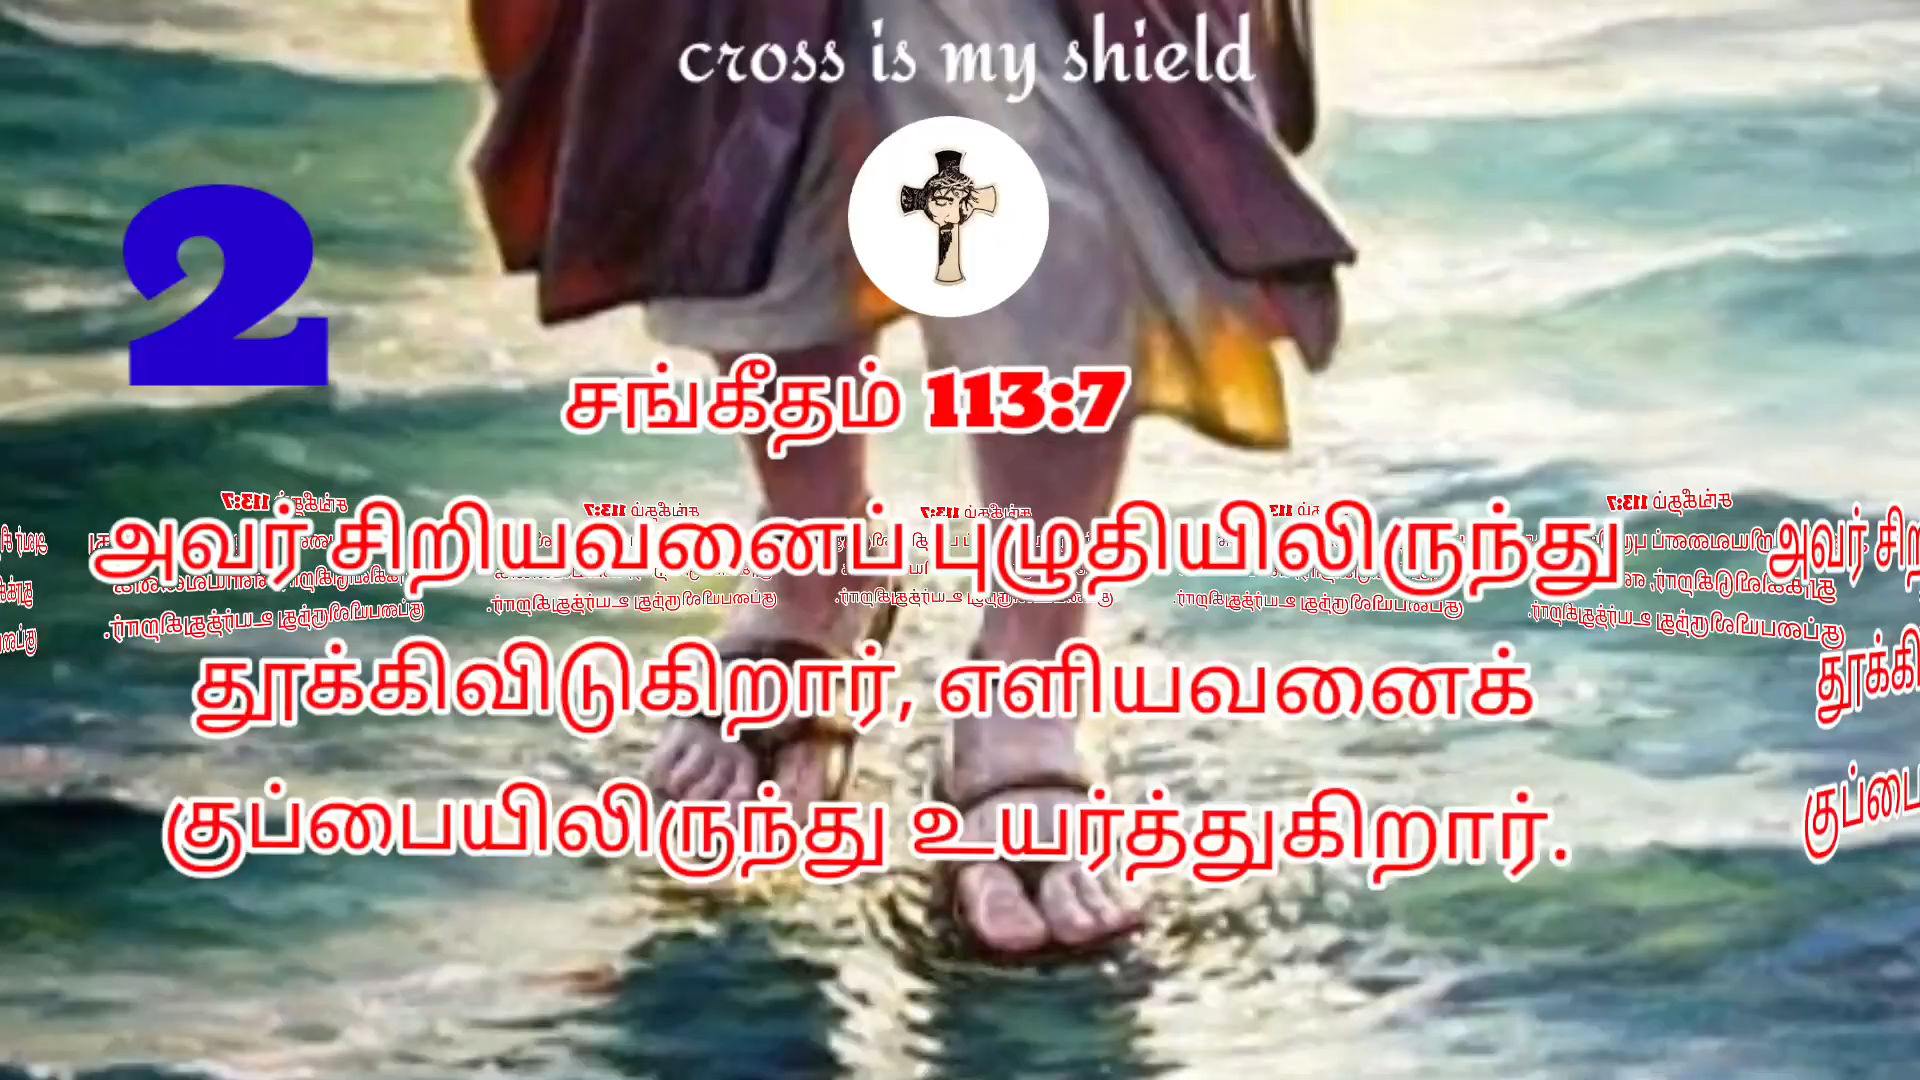 cross is my shield
2
சங்கீதம் 113:7
அவர் சிறியவனைப் புழுதியிலிருந்து
தூக்கிவிடுகிறார், எளியவனைக்
குப்பையிலிருந்து உயர்த்துகிறார்.